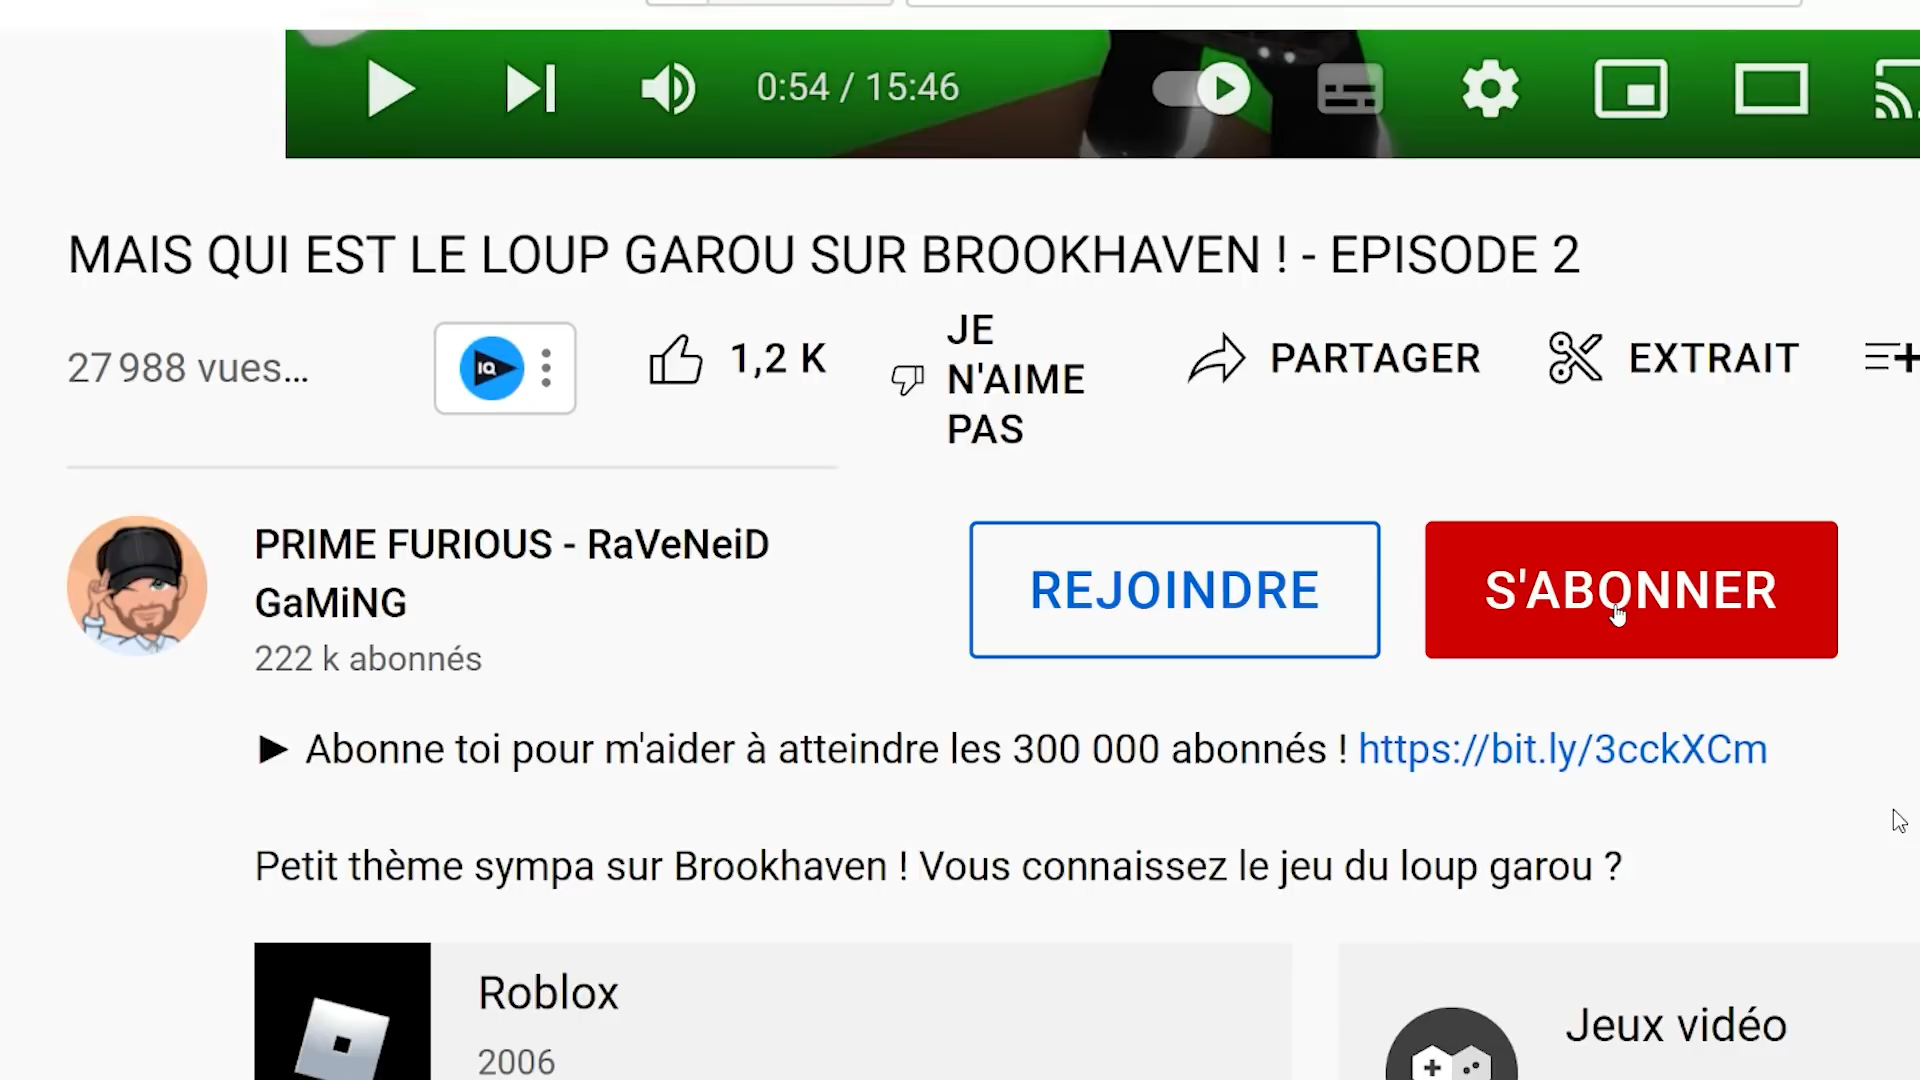 0:54 / 15:46
MAIS QUI EST LE LOUP GAROU SUR BROOKHAVEN ! - EPISODE 2
27 988 vues...
IQ
1,2 K
JE
N'AIME
PAS
PARTAGER
EXTRAIT
PRIME FURIOUS - RaVeNeiD
GaMiNG
222 k abonnés
REJOINDRE
S'ABONNER
► Abonne toi pour m'aider à atteindre les 300 000 abonnés ! https://bit.ly/3cckXCm
Petit thème sympa sur Brookhaven ! Vous connaissez le jeu du loup garou ?
Roblox
2006
Jeux vidéo